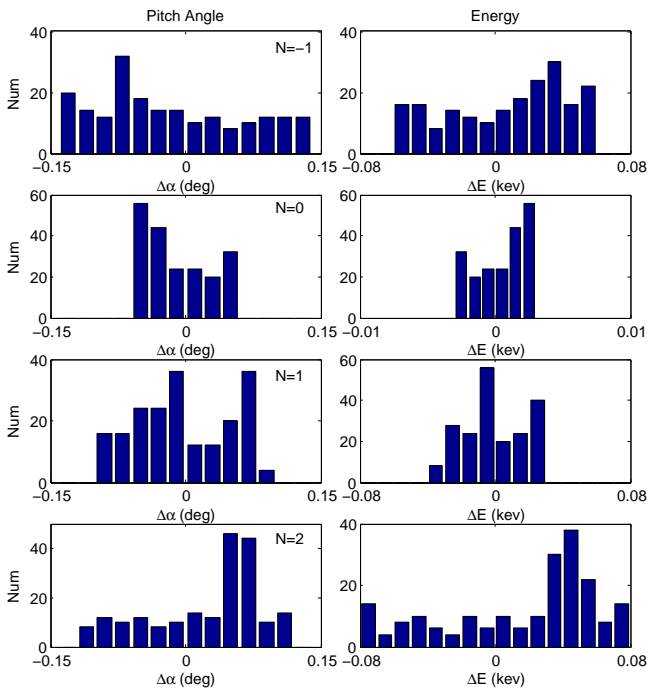 Pitch Angle
Energy
40
20
0
Num
N=−1
−0.15
0
0.15
Δα (deg)
40
20
0
−0.08
0
0.08
ΔE (kev)
60
40
20
0
Num
N=0
−0.15
0
0.15
Δα (deg)
60
40
20
0
−0.01
0
0.01
ΔE (kev)
40
20
0
Num
N=1
−0.15
0
0.15
Δα (deg)
60
40
20
0
−0.08
0
0.08
ΔE (kev)
40
20
0
Num
N=2
−0.15
0
0.15
Δα (deg)
40
20
0
−0.08
0
0.08
ΔE (kev)